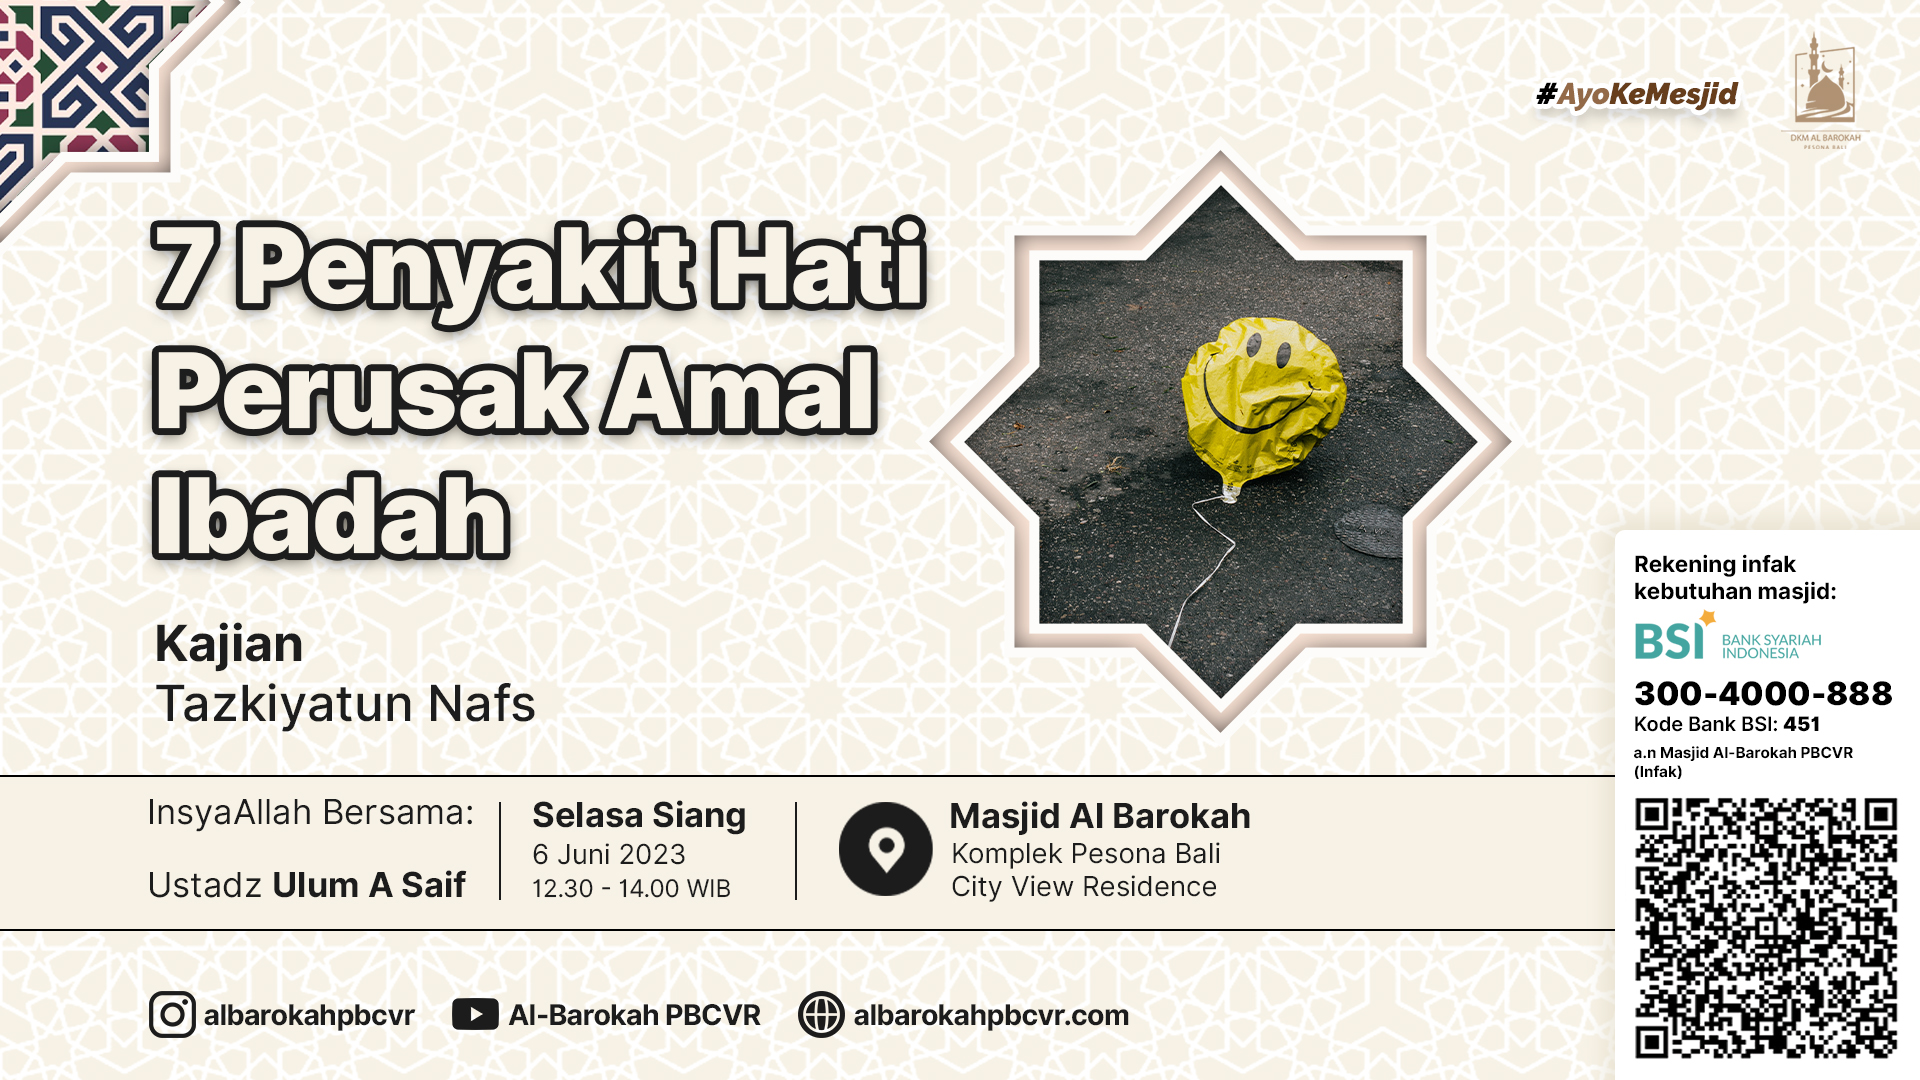 #AyoKeMesjid
DKM AL BAROKAH
PESONA BALI
7 Penyakit Hati
Perusak Amal
Ibadah
Kajian
Tazkiyatun Nafs
InsyaAllah Bersama:
Ustadz Ulum A Saif
Selasa Siang
6 Juni 2023
12.30 - 14.00 WIB
Masjid Al Barokah
Komplek Pesona Bali
City View Residence
Rekening infak
kebutuhan masjid:
BSI BANK SYARIAH
INDONESIA
300-4000-888
Kode Bank BSI: 451
a.n Masjid Al-Barokah PBCVR
(Infak)
albarokahpbcvr
Al-Barokah PBCVR
albarokahpbcvr.com